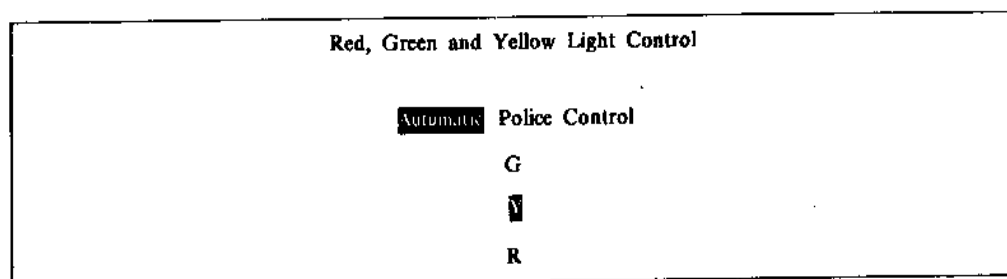 Red, Green and Yellow Light Control
Automatic Police Control
G
Y
R